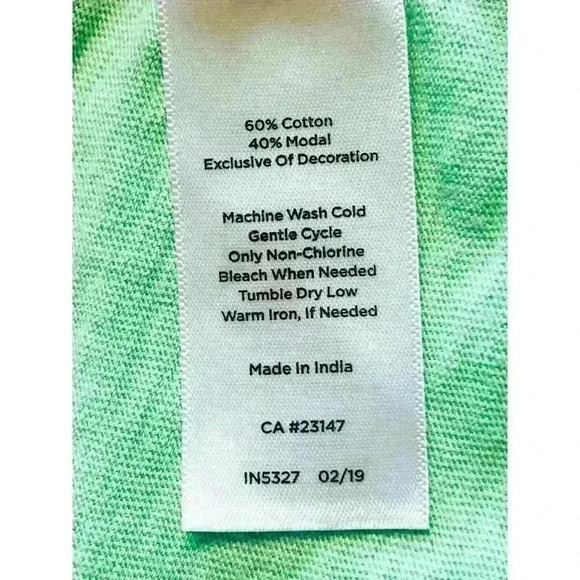 60% Cotton
40% Modal
Exclusive Of Decoration
Machine Wash Cold
Gentle Cycle
Only Non-Chlorine
Bleach When Needed
Tumble Dry Low
Warm Iron, If Needed
Made In India
CA #23147
IN5327 02/19